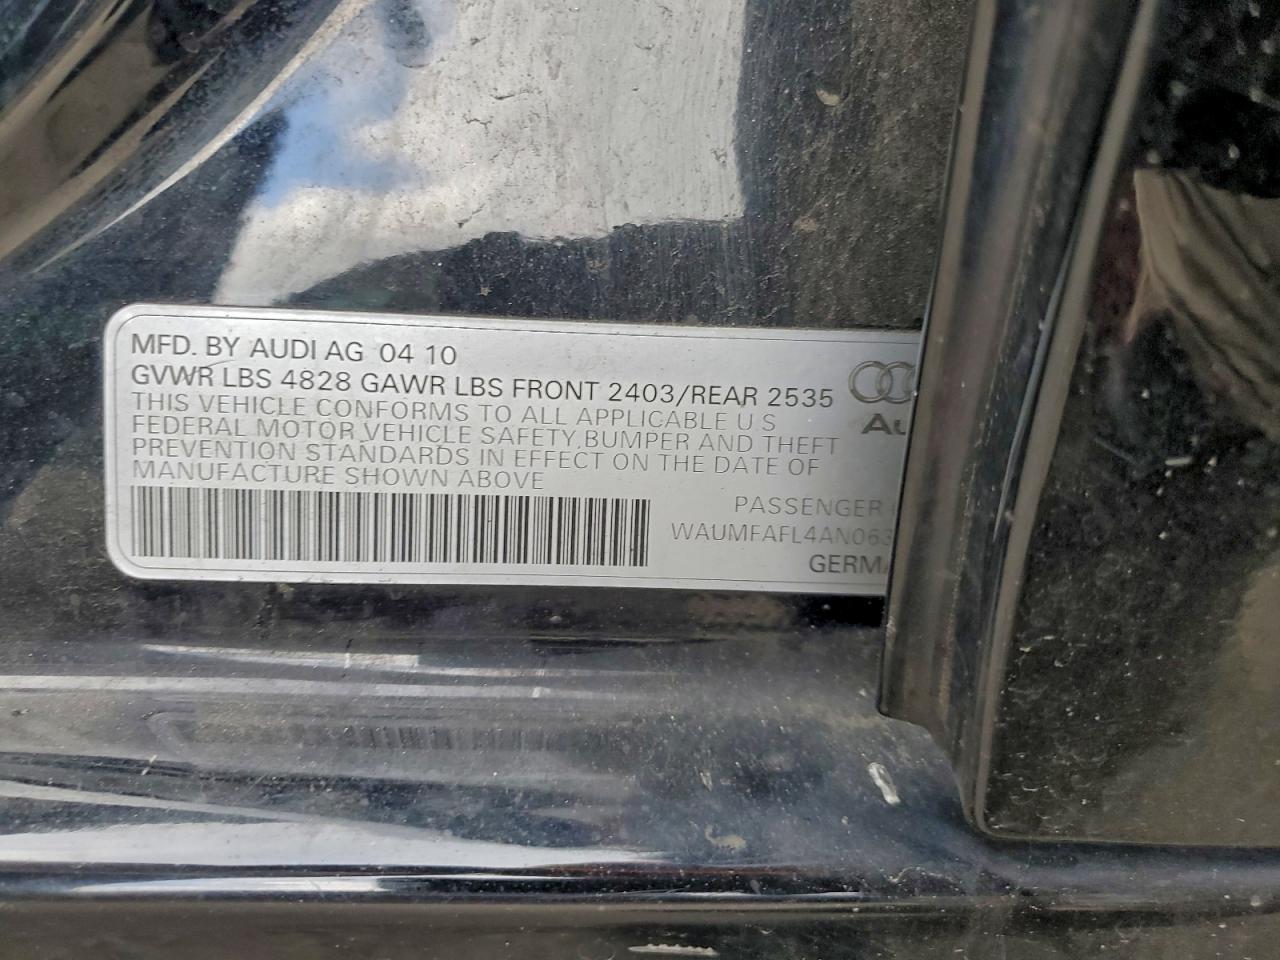 MFD. BY AUDI AG 04 10
GVWR LBS 4828 GAWR LBS FRONT 2403/REAR 2535
THIS VEHICLE CONFORMS TO ALL APPLICABLE U S
FEDERAL MOTOR VEHICLE SAFETY, BUMPER AND THEFT
PREVENTION STANDARDS IN EFFECT ON THE DATE OF
MANUFACTURE SHOWN ABOVE
PASSENGER
WAUMFAFL4AN063